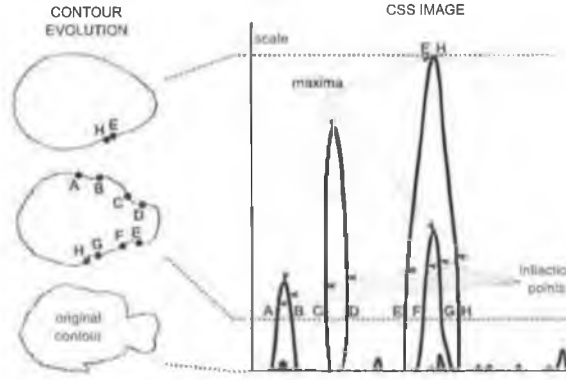 CONTOUR
EVOLUTION
CSS IMAGE
scale
E H
maxima
H E
A
B
C
D
H
G
F
E
A
B
C
D
E
F
G
H
Inflection
points
original
contour